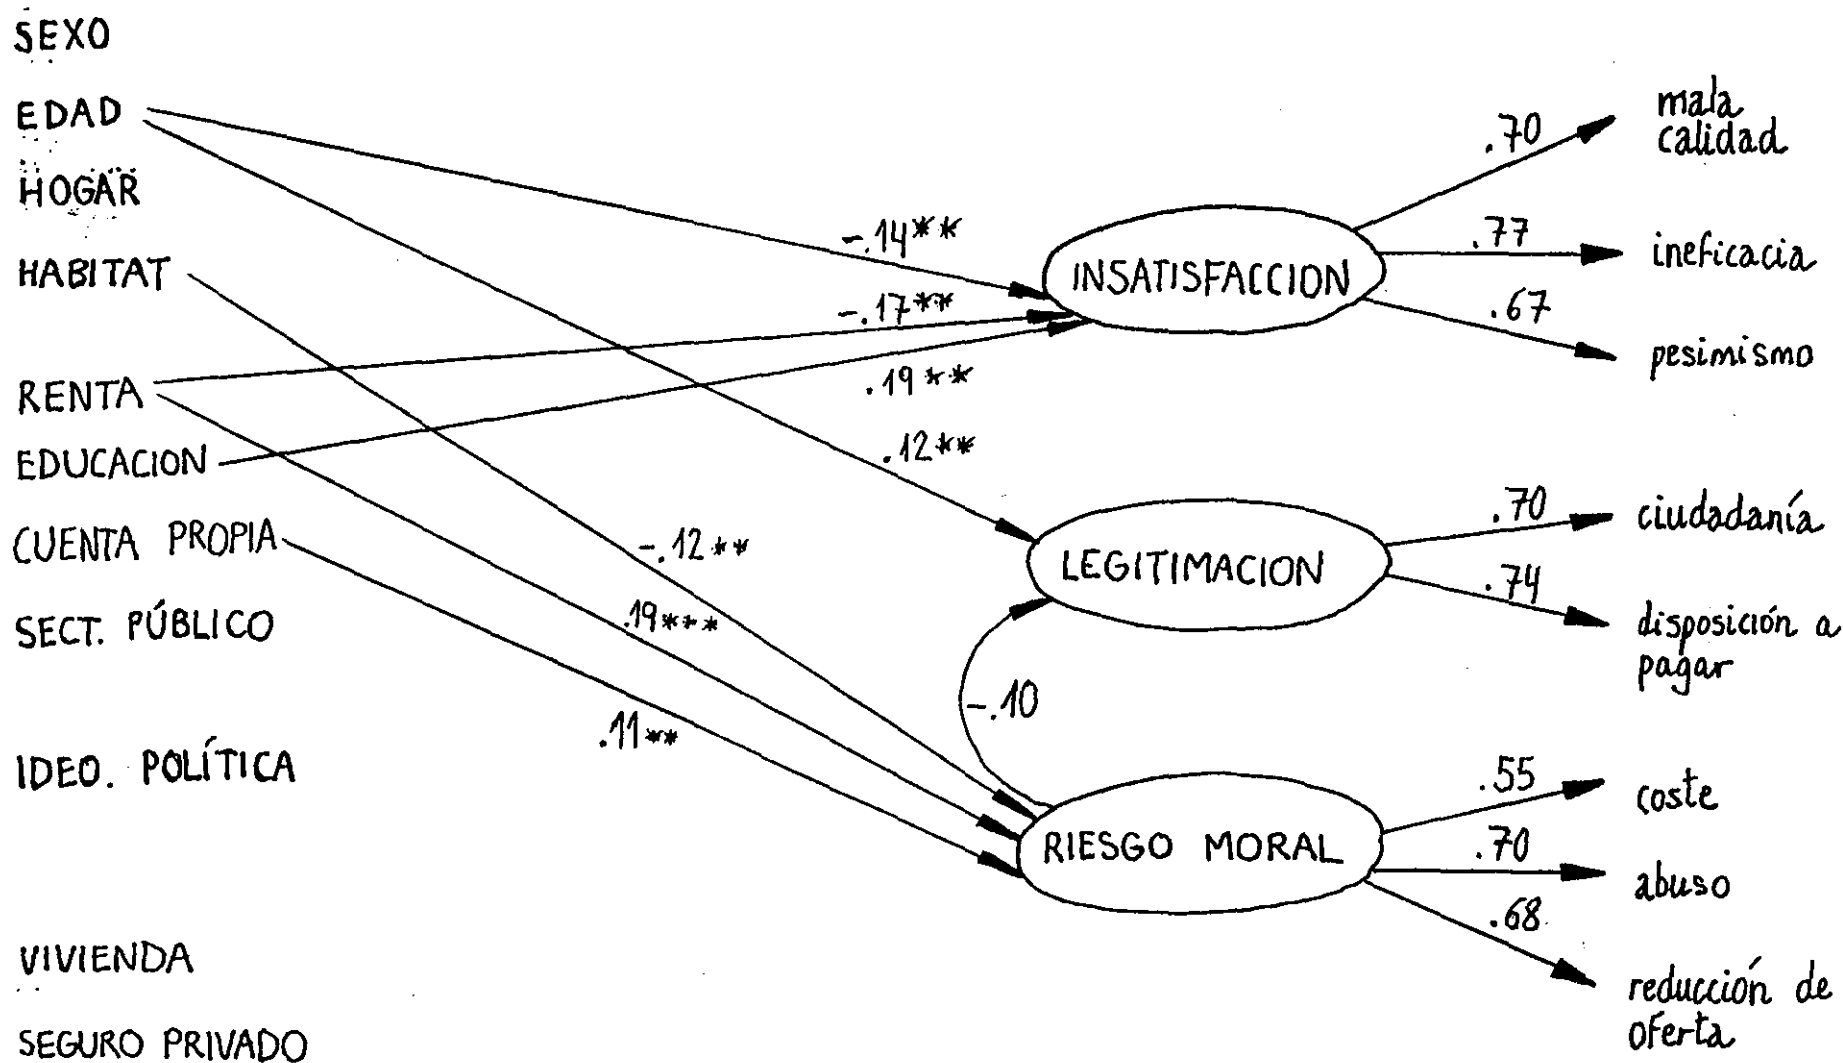 SEXO
EDAD
HOGAR
HABITAT
RENTA
EDUCACION
CUENTA PROPIA
SECT. PÚBLICO
IDEO. POLÍTICA
VIVIENDA
SEGURO PRIVADO
-.14**
-.17**
.19**
.12**
-.12**
.19***
.11**
-.10
INSATISFACCION
LEGITIMACION
RIESGO MORAL
.70
mala
calidad
.77
ineficacia
.67
pesimismo
.70
ciudadanía
.74
disposición a
pagar
.55
coste
.70
abuso
.68
reducción de
oferta